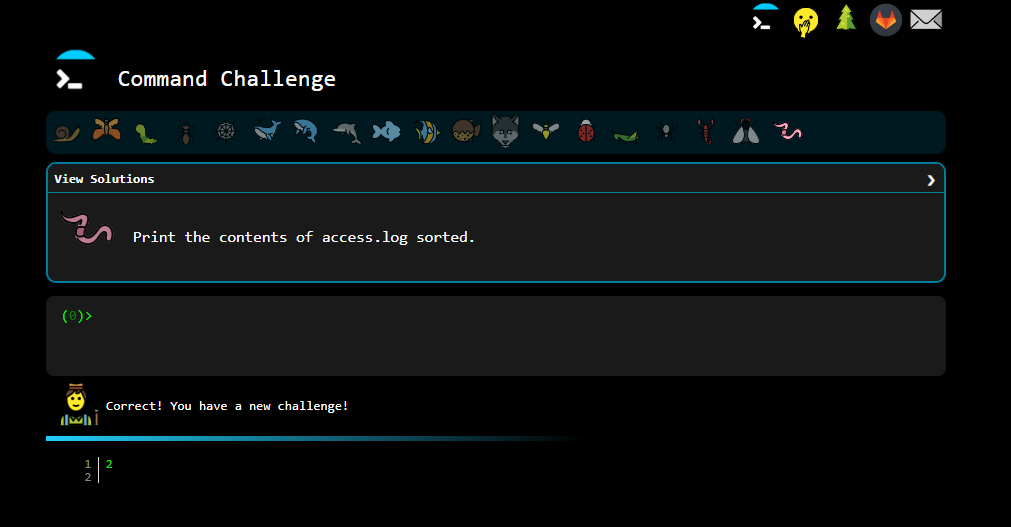 Command Challenge
View Solutions
Print the contents of access.log sorted.
(0)>
Correct! You have a new challenge!
1 2
2